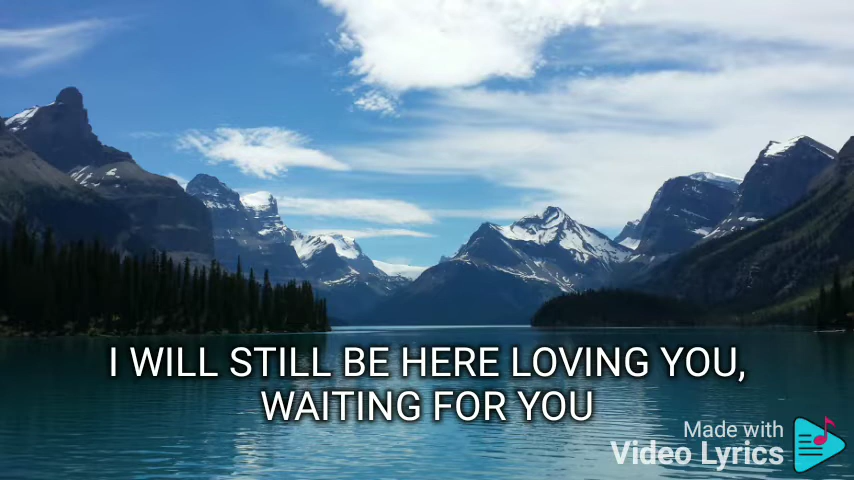 I WILL STILL BE HERE LOVING YOU,
WAITING FOR YOU
Made with
Video Lyrics